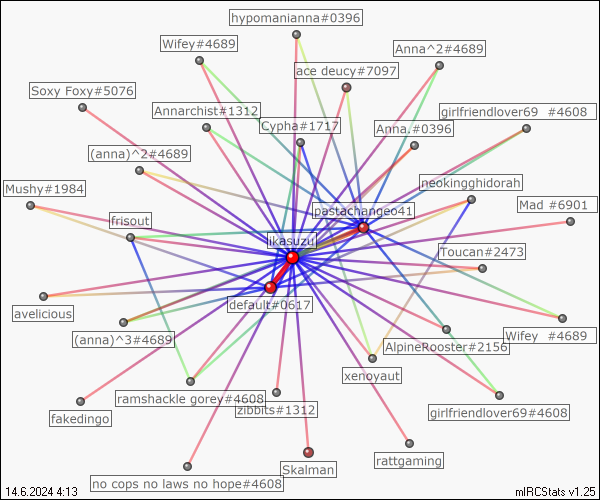 hypomanianna#0396
Wifey#4689
Anna^2#4689
ace deucy#7097
Soxy Foxy#5076
Annarchist#1312
girlfriendlover69 #4608
Cypha#1717
Anna.#0396
(anna)^2#4689
neokingghidorah
Mushy#1984
pastachangeo41
Mad #6901
frisout
ikasuzu
Toucan#2473
default#0617
avelicious
(anna)^3#4689
Wifey #4689
AlpineRooster#2156
xenoyaut
ramshackle gorey#4608
zibbits#1312
girlfriendlover69#4608
fakedingo
rattgaming
Skalman
no cops no laws no hope#4608
14.6.2024 4:13
mIRCStats v1.25